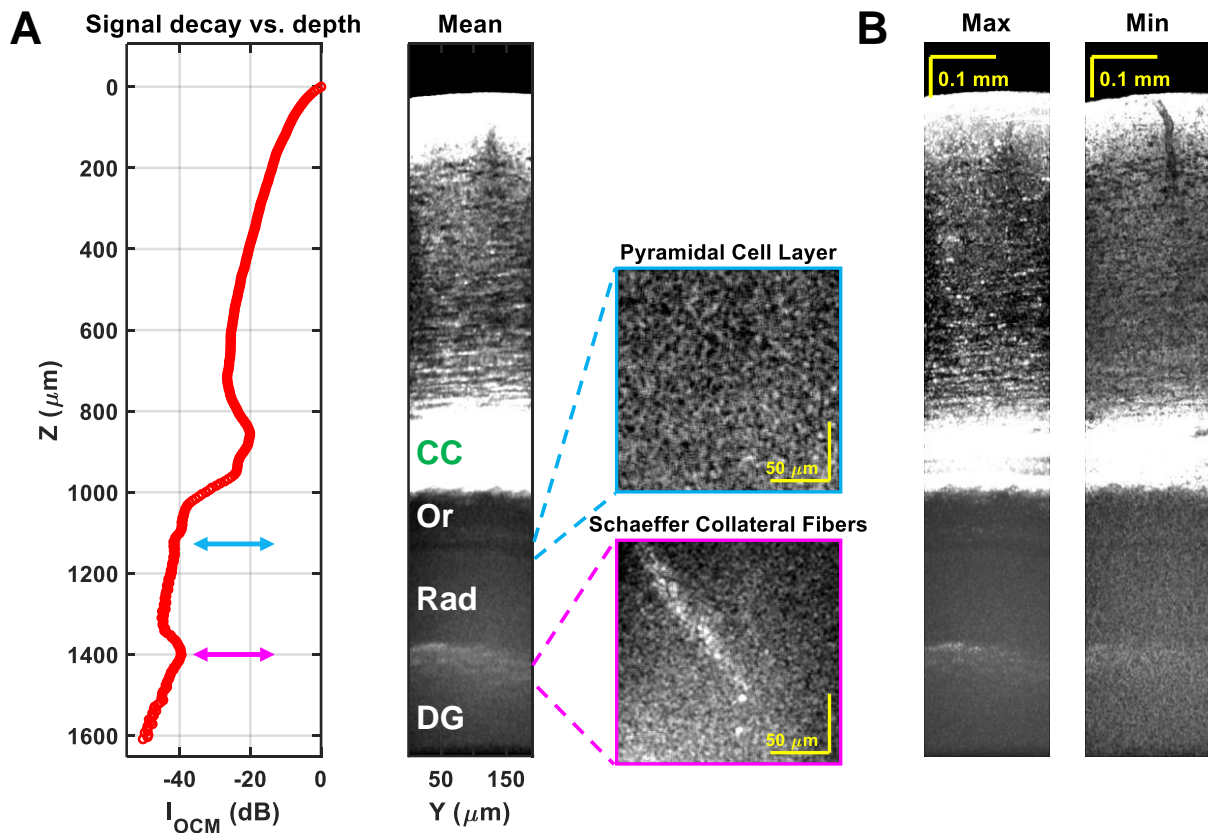 A
Signal decay vs. depth
Mean
B
Max
Min
0
200
400
600
800
1000
1200
1400
1600
Z (μm)
-40
-20
0
I_OCM (dB)
CC
Or
Rad
DG
50
150
Y (μm)
Pyramidal Cell Layer
50 μm
Schaeffer Collateral Fibers
50 μm
0.1 mm
0.1 mm